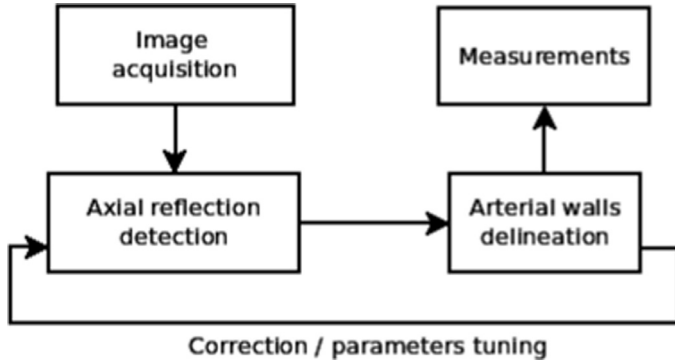 Image
acquisition
Measurements
Axial reflection
detection
Arterial walls
delineation
Correction / parameters tuning